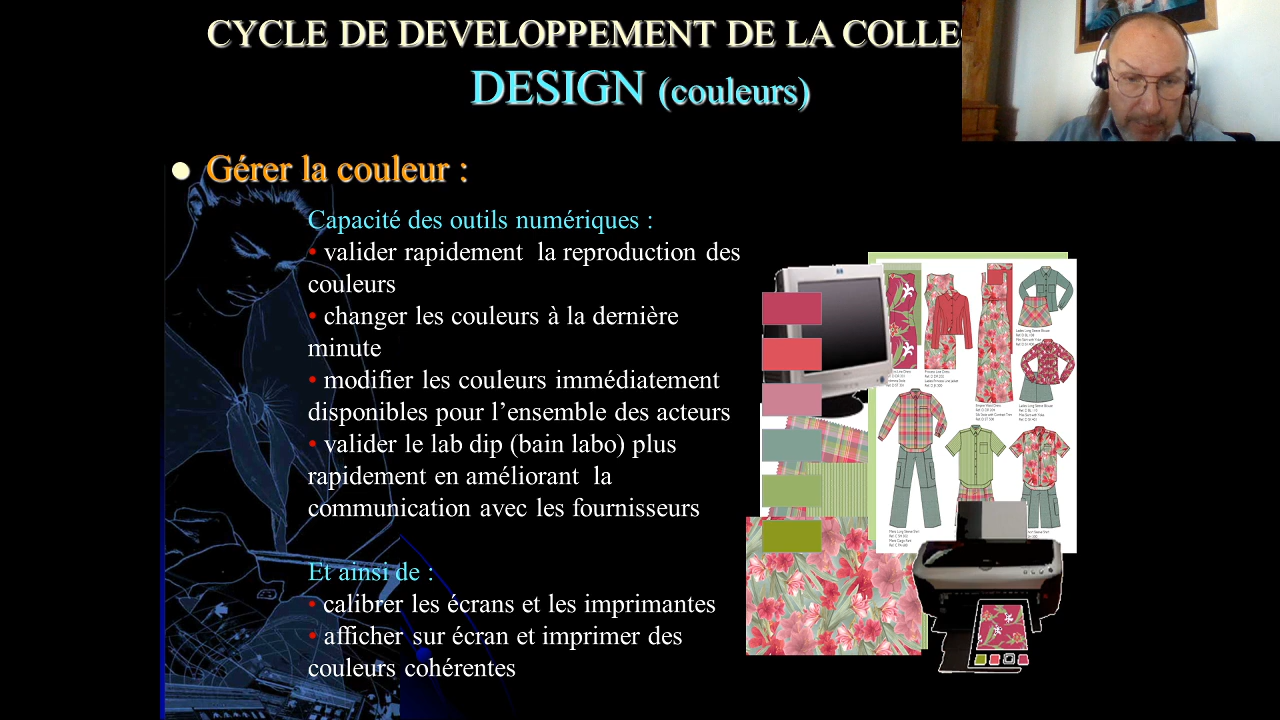 CYCLE DE DEVELOPPEMENT DE LA COLLE
DESIGN (couleurs)
Gérer la couleur :
Capacité des outils numériques :
• valider rapidement la reproduction des
couleurs
• changer les couleurs à la dernière
minute
• modifier les couleurs immédiatement
disponibles pour l’ensemble des acteurs
• valider le lab dip (bain labo) plus
rapidement en améliorant la
communication avec les fournisseurs
Et ainsi de :
• calibrer les écrans et les imprimantes
• afficher sur écran et imprimer des
couleurs cohérentes